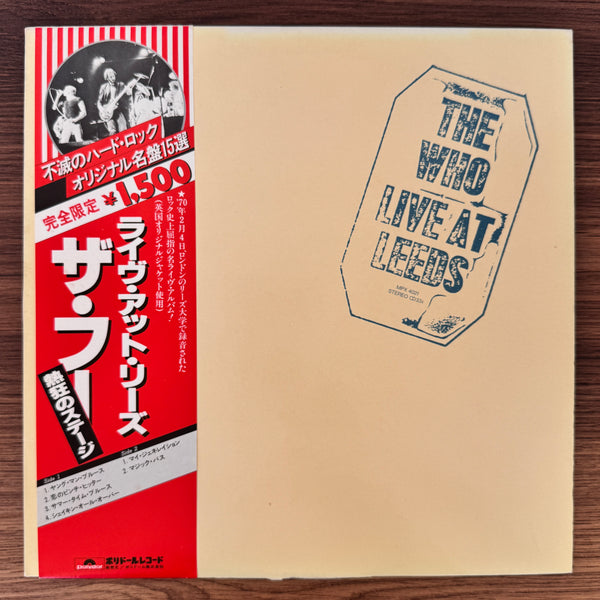 不滅のハード・ロック
オリジナル名盤15選
完全限定 ¥1,500
★'70年2月4日、ロンドンのリーズ大学で録音された
ロック史上屈指の名ライヴ・アルバム!
(英国オリジナルジャケット使用)
ライヴ・アット・リーズ
ザ・フー
熱狂のステージ
Side 1
1. ヤング・マン・ブルース
2. 恋のピンチ・ヒッター
3. サマー・タイム・ブルース
4. シェイキン・オール・オーバー
Side 2
1. マイ・ジェネレイション
2. マジック・バス
polydor
ポリドールレコード
THE
WHO
LIVE AT
LEEDS
MPX 4021
STEREO